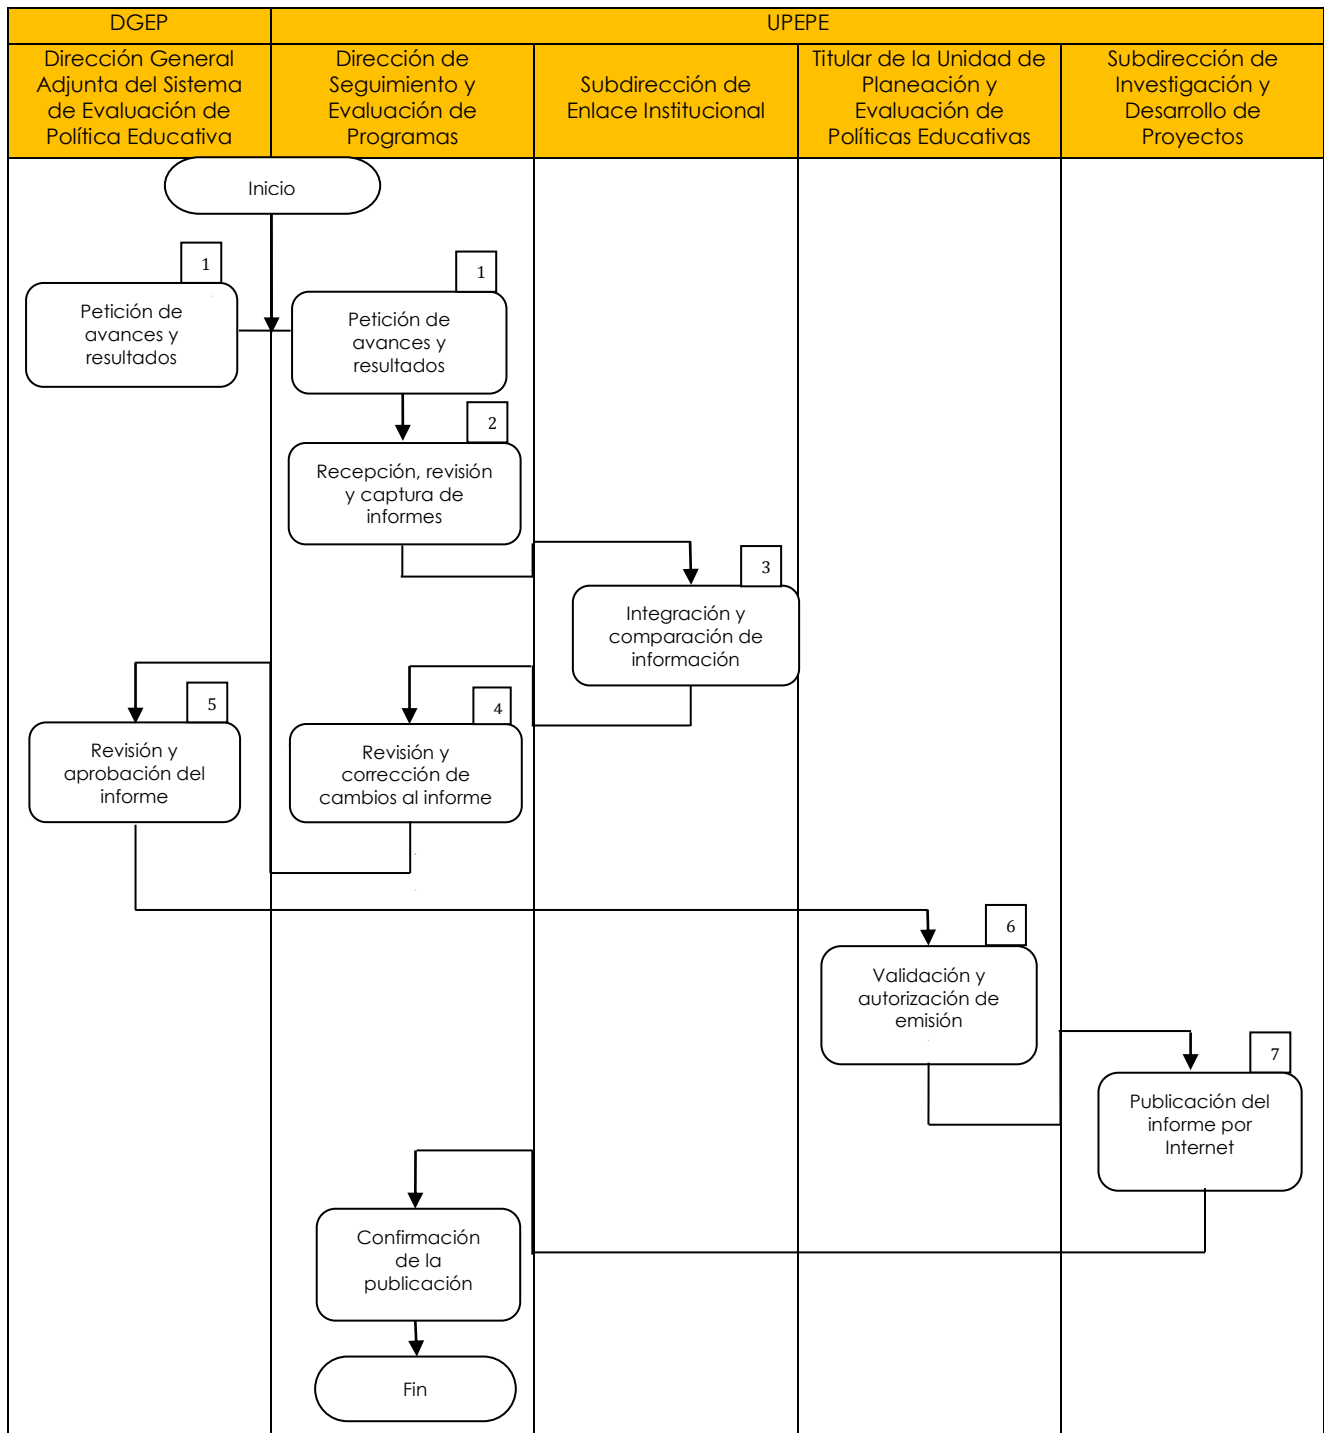 DGEP
UPEPE
Dirección General
Adjunta del Sistema
de Evaluación de
Política Educativa
Dirección de
Seguimiento y
Evaluación de
Programas
Subdirección de
Enlace Institucional
Titular de la Unidad de
Planeación y
Evaluación de
Políticas Educativas
Subdirección de
Investigación y
Desarrollo de
Proyectos
Inicio
1
Petición de
avances y
resultados
1
Petición de
avances y
resultados
2
Recepción, revisión
y captura de
informes
3
Integración y
comparación de
información
4
Revisión y
corrección de
cambios al informe
5
Revisión y
aprobación del
informe
6
Validación y
autorización de
emisión
7
Publicación del
informe por
Internet
Confirmación
de la
publicación
Fin